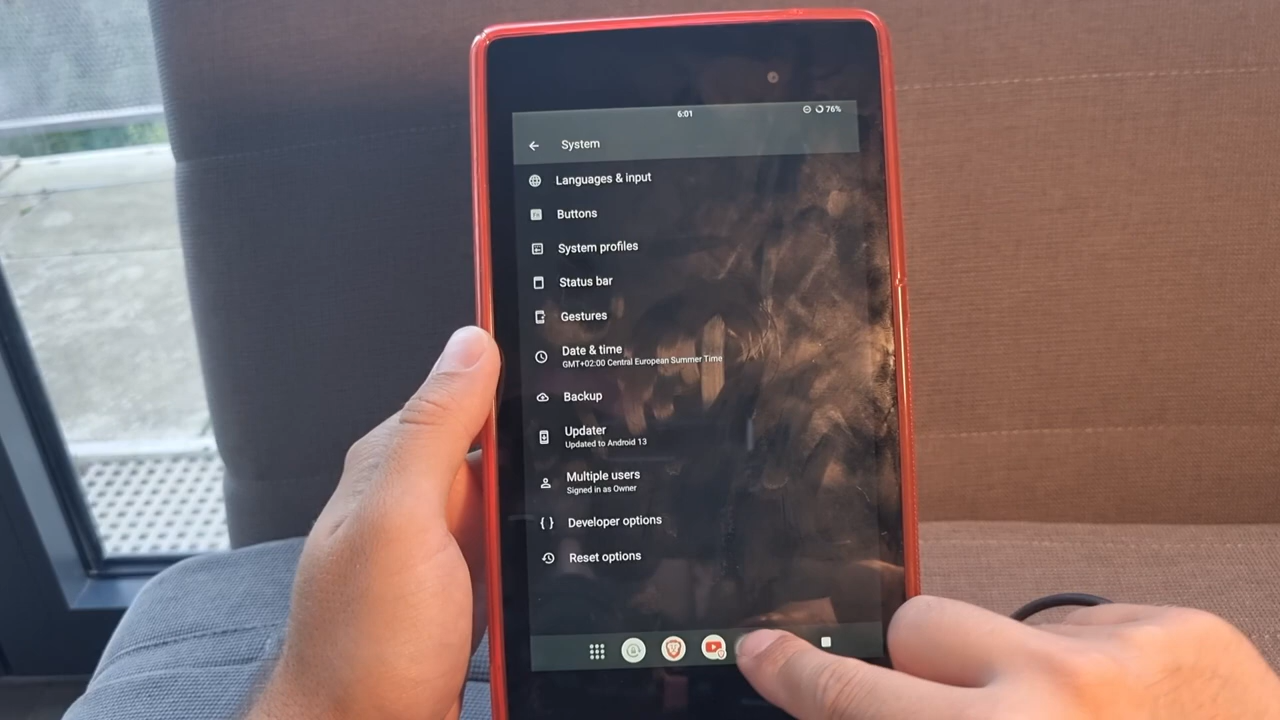 6:01
76%
System
Languages & input
Buttons
System profiles
Status bar
Gestures
Date & time
GMT+02:00 Central European Summer Time
Backup
Updater
Updated to Android 13
Multiple users
Signed in as Owner
{ } Developer options
Reset options